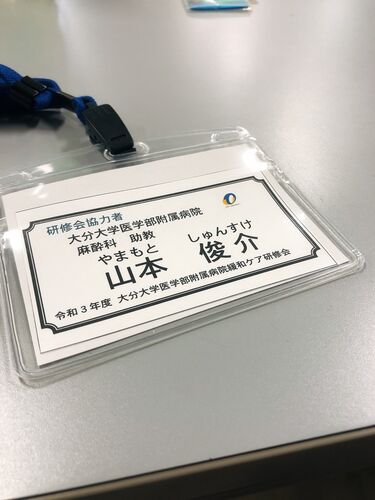 研修会協力者
大分大学医学部附属病院
麻酔科 助教
やまもと しゅんすけ
山本 俊介
令和3年度 大分大学医学部附属病院緩和ケア研修会